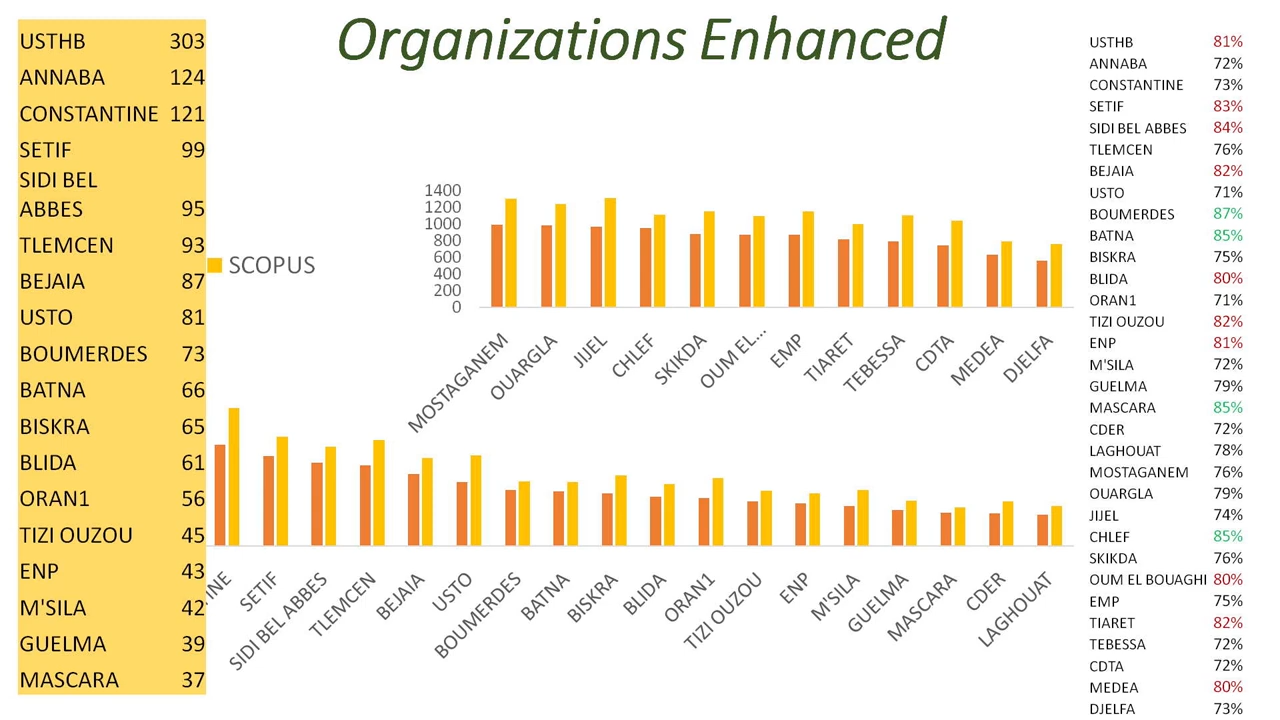 Organizations Enhanced
USTHB 303
ANNABA 124
CONSTANTINE 121
SETIF 99
SIDI BEL
ABBES 95
TLEMCEN 93
BEJAIA 87
USTO 81
BOUMERDES 73
BATNA 66
BISKRA 65
BLIDA 61
ORAN1 56
TIZI OUZOU 45
ENP 43
M'SILA 42
GUELMA 39
MASCARA 37
SCOPUS
1400
1200
1000
800
600
400
200
0
MOSTAGANEM
OUARGLA
JIJEL
CHLEF
SKIKDA
OUM EL...
EMP
TIARET
TEBESSA
CDTA
MEDEA
DJELFA
INE
SETIF
SIDI BEL ABBES
TLEMCEN
BEJAIA
USTO
BOUMERDES
BATNA
BISKRA
BLIDA
ORAN1
TIZI OUZOU
ENP
M'SILA
GUELMA
MASCARA
CDER
LAGHOUAT
USTHB 81%
ANNABA 72%
CONSTANTINE 73%
SETIF 83%
SIDI BEL ABBES 84%
TLEMCEN 76%
BEJAIA 82%
USTO 71%
BOUMERDES 87%
BATNA 85%
BISKRA 75%
BLIDA 80%
ORAN1 71%
TIZI OUZOU 82%
ENP 81%
M'SILA 72%
GUELMA 79%
MASCARA 85%
CDER 72%
LAGHOUAT 78%
MOSTAGANEM 76%
OUARGLA 79%
JIJEL 74%
CHLEF 85%
SKIKDA 76%
OUM EL BOUAGHI 80%
EMP 75%
TIARET 82%
TEBESSA 72%
CDTA 72%
MEDEA 80%
DJELFA 73%